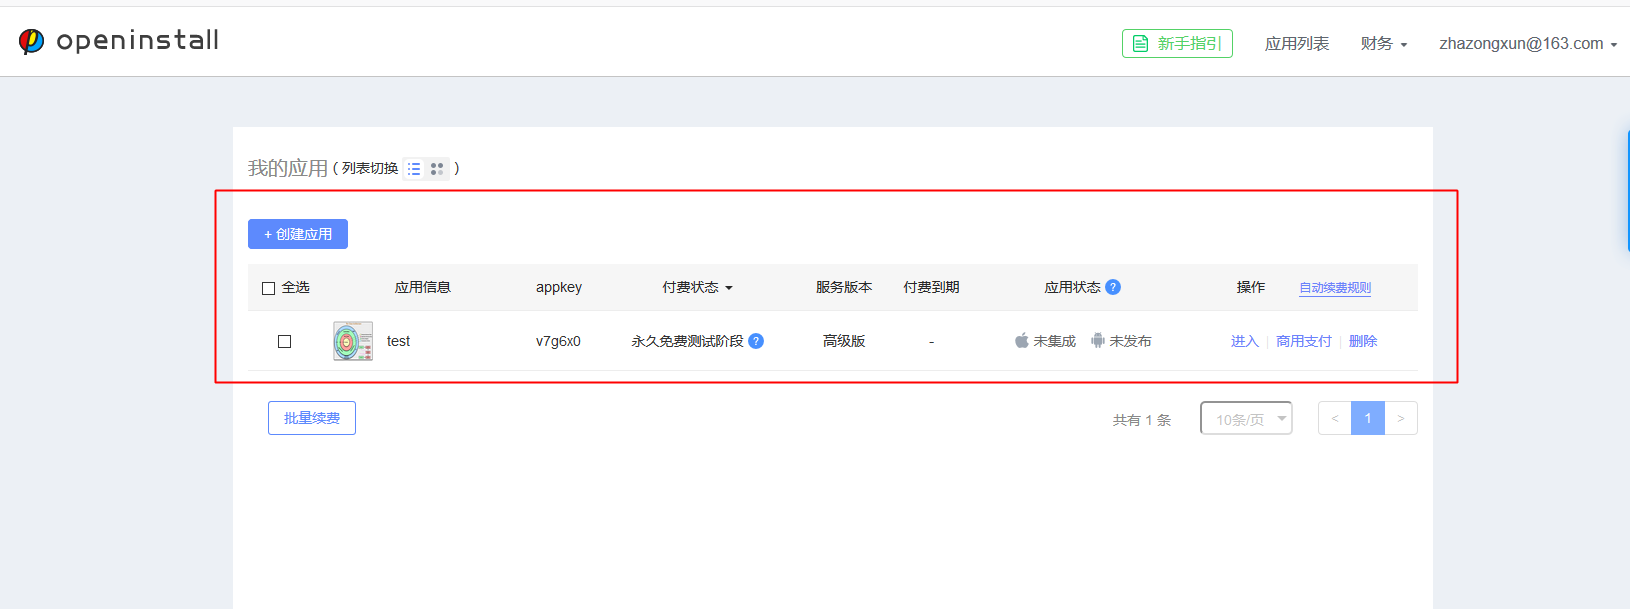 openinstall 新手指引 应用列表 财务 zhazongxun@163.com
我的应用 ( 列表切换 )
+ 创建应用
全选 应用信息 appkey 付费状态 服务版本 付费到期 应用状态 ? 操作 自动续费规则
test v7g6x0 永久免费测试阶段 ? 高级版 - 未集成 未发布 进入 商用支付 删除
批量续费 共有 1 条 10条/页 < 1 >